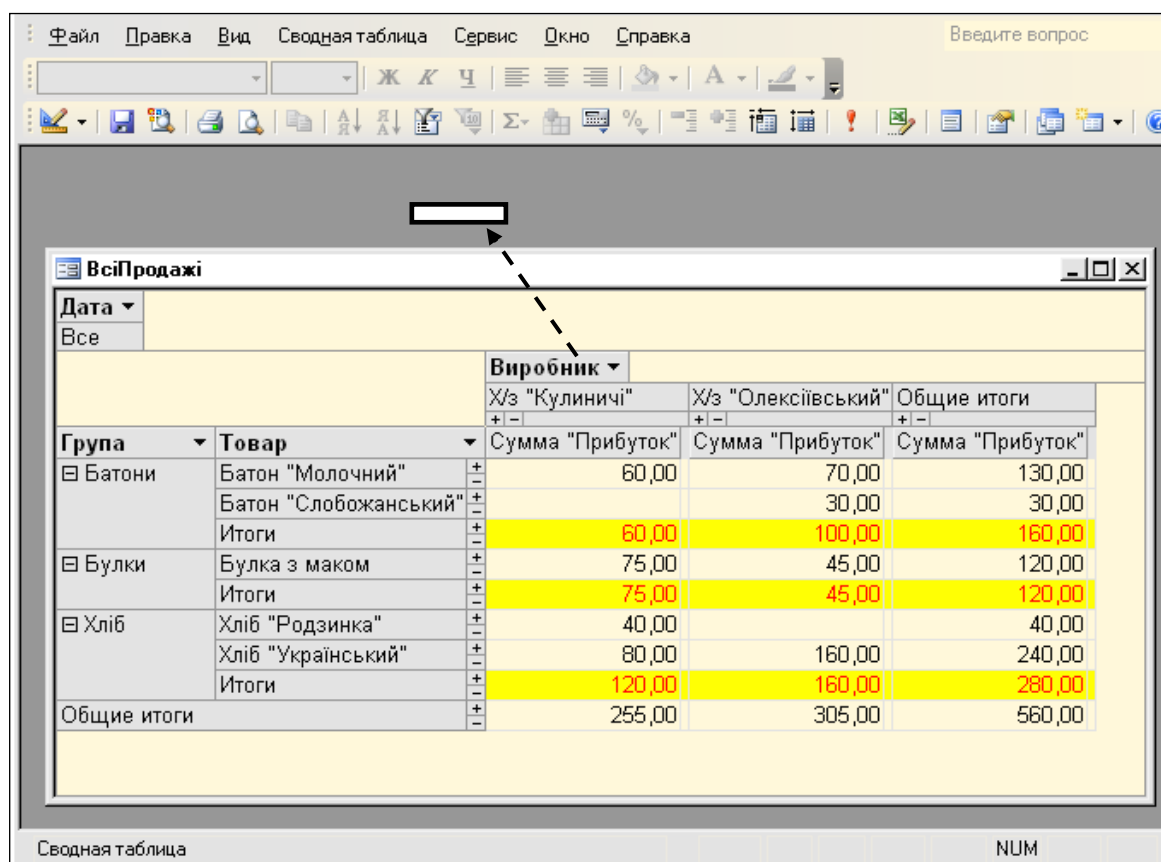 Файл Правка Вид Сводная таблица Сервис Окно Справка Введите вопрос
Ж К Ч A
ВсіПродажі
Дата
Все
Виробник
Х/з "Кулиничі" Х/з "Олексіївський" Общие итоги
Група Товар Сумма "Прибуток" Сумма "Прибуток" Сумма "Прибуток"
Батони Батон "Молочний" 60,00 70,00 130,00
Батон "Слобожанський" 30,00 30,00
Итоги 60,00 100,00 160,00
Булки Булка з маком 75,00 45,00 120,00
Итоги 75,00 45,00 120,00
Хліб Хліб "Родзинка" 40,00 40,00
Хліб "Український" 80,00 160,00 240,00
Итоги 120,00 160,00 280,00
Общие итоги 255,00 305,00 560,00
Сводная таблица NUM